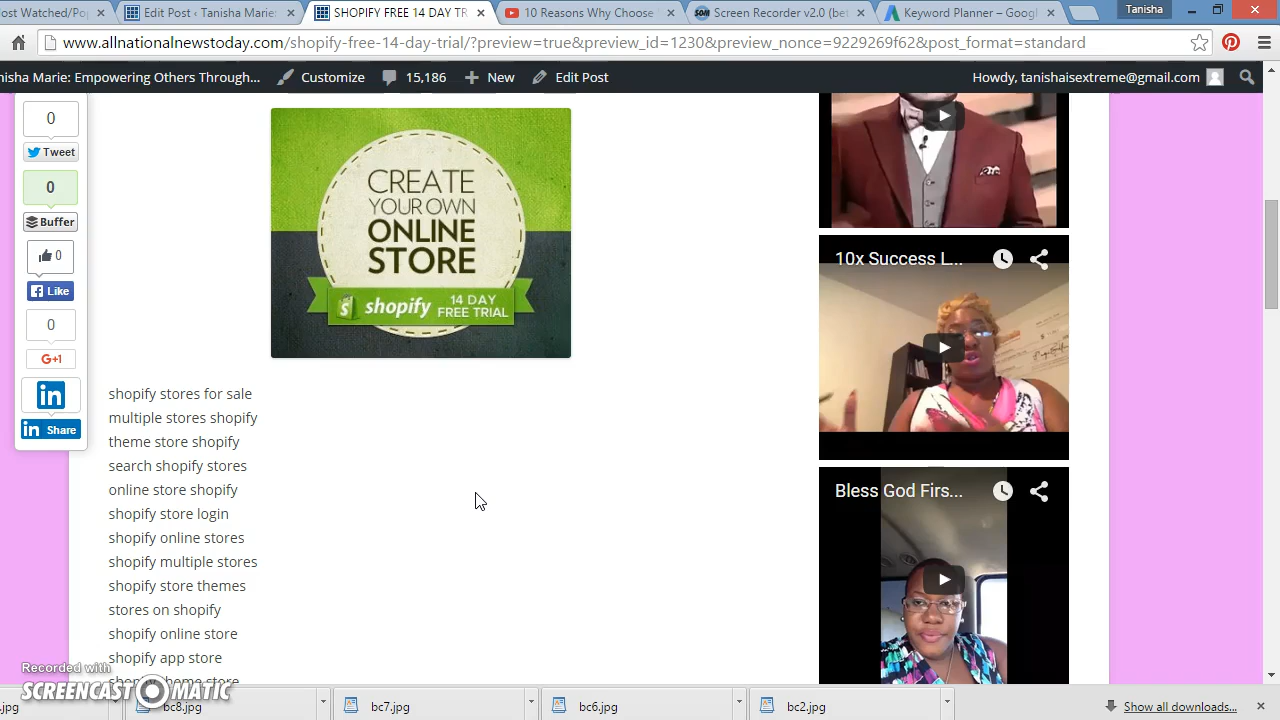 ost Watched/Pop
Edit Post ‹ Tanisha Marie:
SHOPIFY FREE 14 DAY TR
10 Reasons Why Choose
Screen Recorder v2.0 (bet
Keyword Planner – Googl
Tanisha
www.allnationalnewstoday.com/shopify-free-14-day-trial/?preview=true&preview_id=1230&preview_nonce=9229269f62&post_format=standard
nisha Marie: Empowering Others Through...
Customize
15,186
New
Edit Post
Howdy, tanishaisextreme@gmail.com
0
Tweet
0
Buffer
0
Like
0
G+1
in
in Share
CREATE
YOUR OWN
ONLINE
STORE
shopify
14 DAY
FREE TRIAL
shopify stores for sale
multiple stores shopify
theme store shopify
search shopify stores
online store shopify
shopify store login
shopify online stores
shopify multiple stores
shopify store themes
stores on shopify
shopify online store
shopify app store
10x Success L...
Bless God Firs...
Recorded with
SCREENCAST-O-MATIC
.jpg
bc8.jpg
bc7.jpg
bc6.jpg
bc2.jpg
Show all downloads...